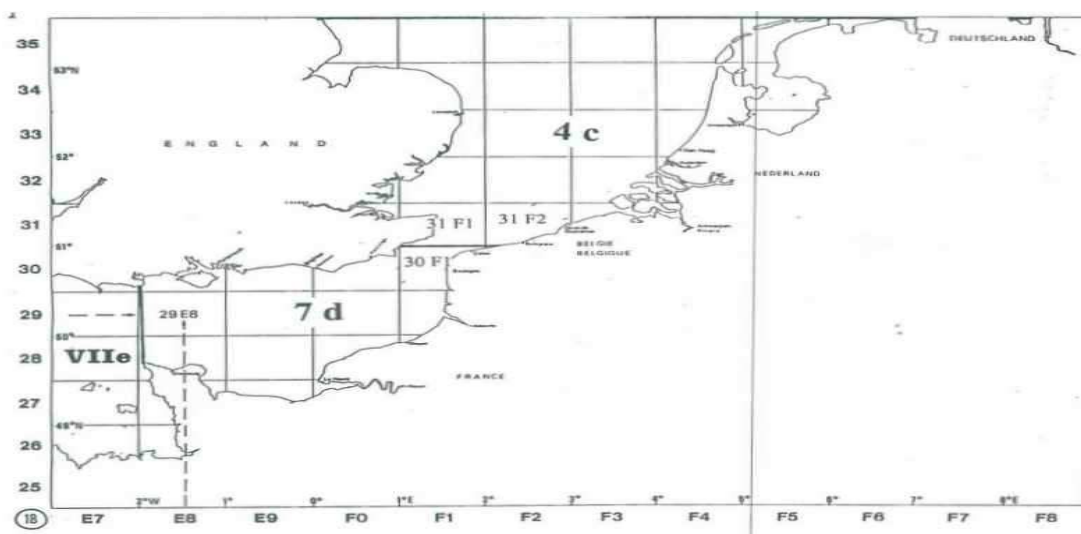 35
DEUTSCHLAND
53°N
34
33
4 c
E N G L A N D
52°
32
NEDERLAND
31
31 F1
31 F2
BELGIE
BELGIQUE
51°
30
30 F1
29
29 E8
7 d
50°
28
VIIe
FRANCE
27
49°N
26
25
2°W
1°
0°
1°E
2°
3°
4°
5°
6°
7°
8°E
18
E7
E8
E9
F0
F1
F2
F3
F4
F5
F6
F7
F8